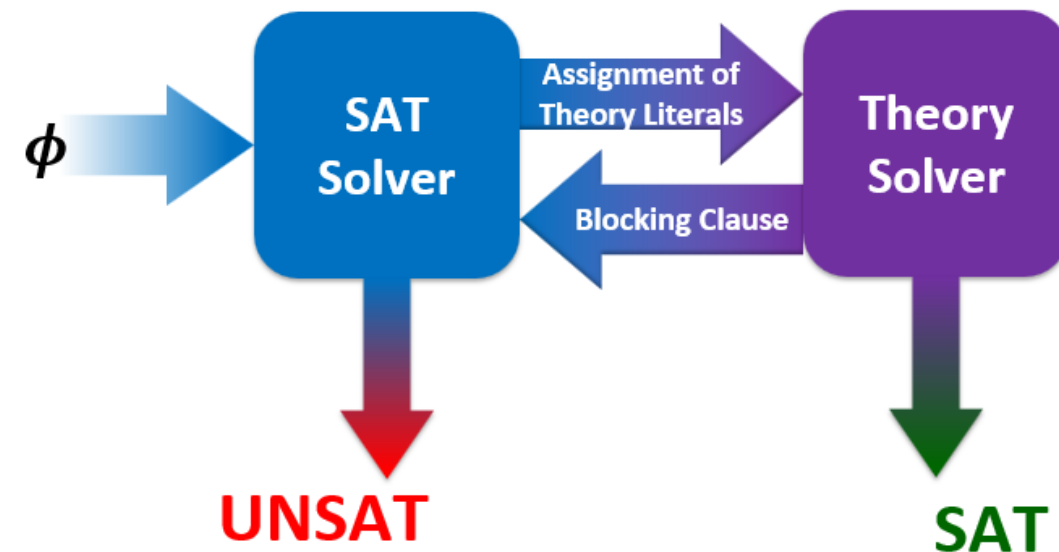 ϕ
SAT
Solver
Assignment of
Theory Literals
Theory
Solver
Blocking Clause
UNSAT
SAT